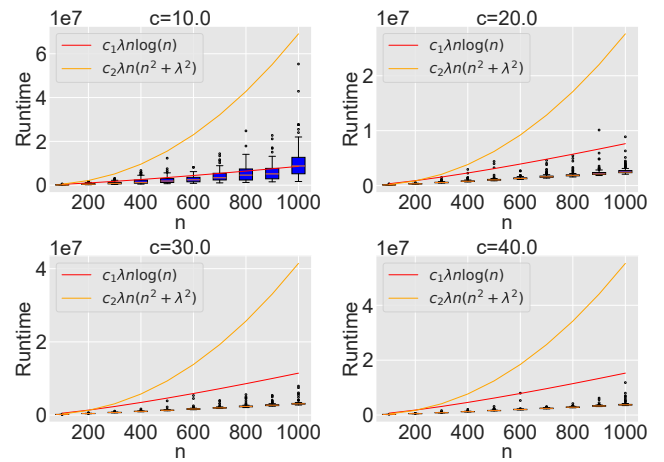 1e7 c=10.0
c₁λnlog(n)
c₂λn(n² + λ²)
6
4
2
0
Runtime
200 400 600 800 1000
n
1e7 c=20.0
c₁λnlog(n)
c₂λn(n² + λ²)
2
1
0
Runtime
200 400 600 800 1000
n
1e7 c=30.0
c₁λnlog(n)
c₂λn(n² + λ²)
4
2
0
Runtime
200 400 600 800 1000
n
1e7 c=40.0
c₁λnlog(n)
c₂λn(n² + λ²)
4
2
0
Runtime
200 400 600 800 1000
n